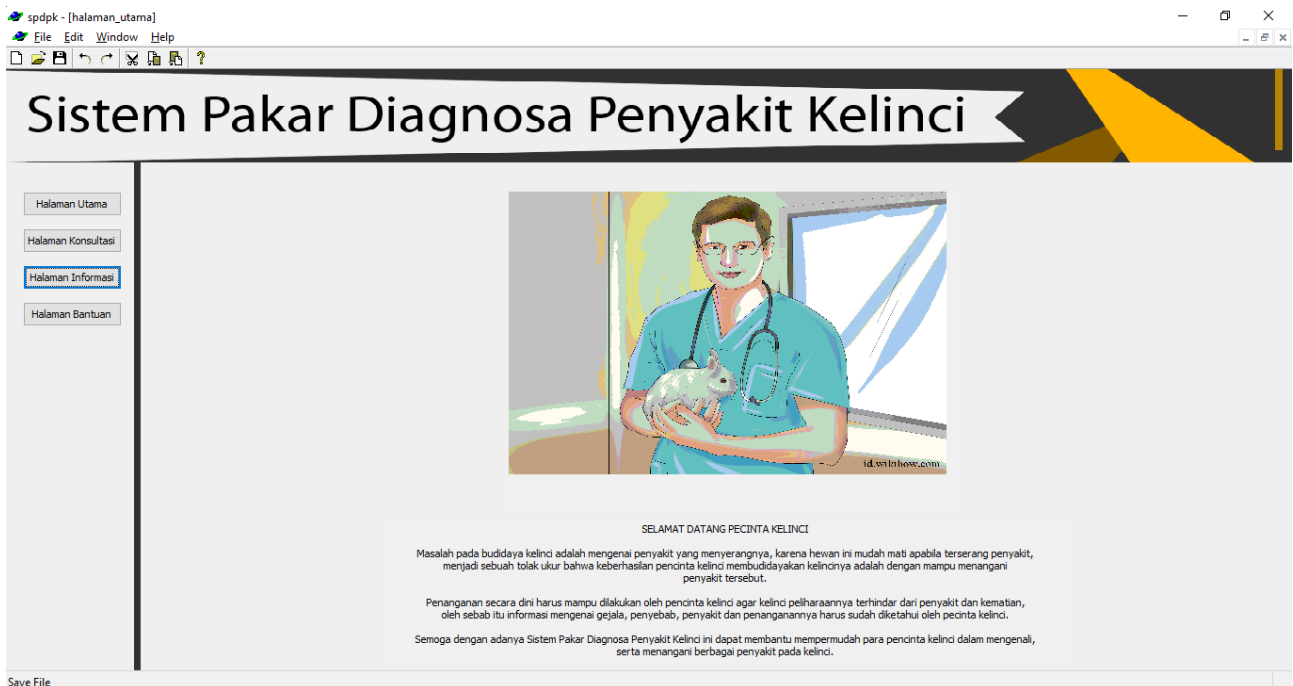 spdpk - [halaman_utama]
File Edit Window Help
Sistem Pakar Diagnosa Penyakit Kelinci
Halaman Utama
Halaman Konsultasi
Halaman Informasi
Halaman Bantuan
id.wikihow.com
SELAMAT DATANG PECINTA KELINCI
Masalah pada budidaya kelinci adalah mengenai penyakit yang menyerangnya, karena hewan ini mudah mati apabila terserang penyakit,
menjadi sebuah tolak ukur bahwa keberhasilan pencinta kelinci membudidayakan kelincinya adalah dengan mampu menangani
penyakit tersebut.
Penanganan secara dini harus mampu dilakukan oleh pencinta kelinci agar kelinci peliharaannya terhindar dari penyakit dan kematian,
oleh sebab itu informasi mengenai gejala, penyebab, penyakit dan penanganannya harus sudah diketahui oleh pecinta kelinci.
Semoga dengan adanya Sistem Pakar Diagnosa Penyakit Kelinci ini dapat membantu mempermudah para pencinta kelinci dalam mengenali,
serta menangani berbagai penyakit pada kelinci.
Save File